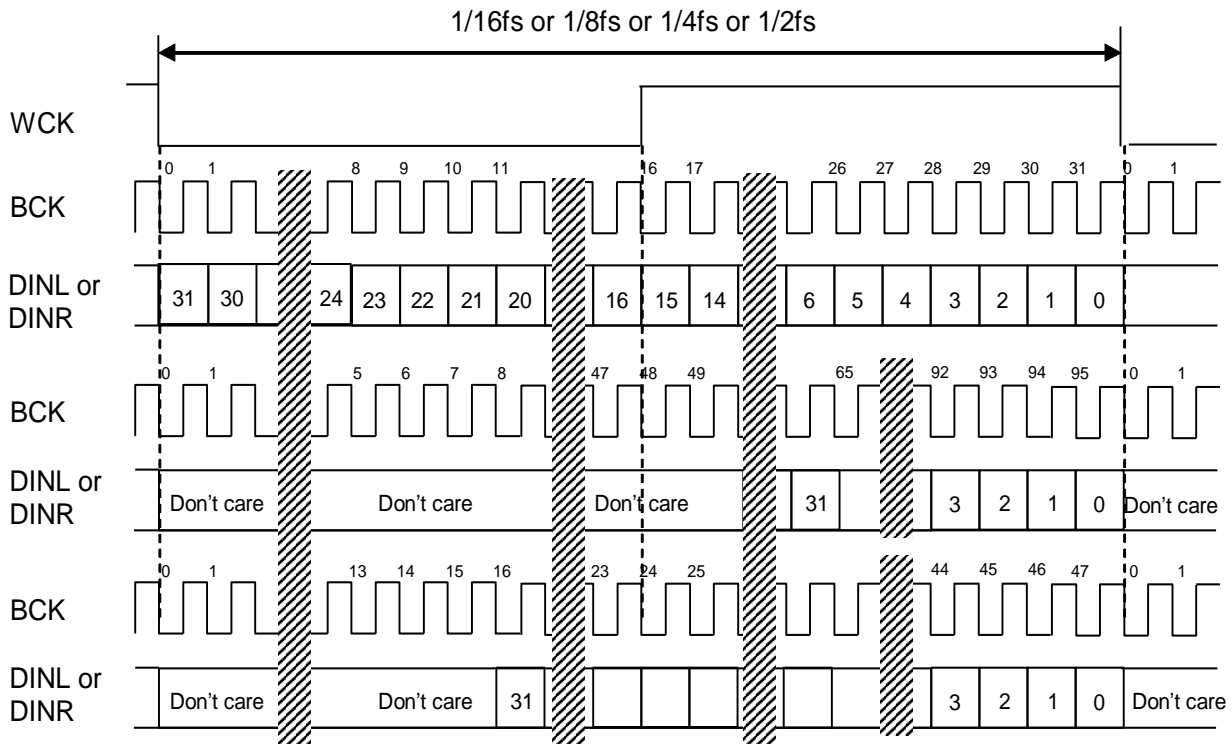 1/16fs or 1/8fs or 1/4fs or 1/2fs
WCK
0 1 8 9 10 11 16 17 26 27 28 29 30 31 0 1
BCK
DINL or
DINR
31 30 24 23 22 21 20 16 15 14 6 5 4 3 2 1 0
0 1 5 6 7 8 47 48 49 65 92 93 94 95 0 1
BCK
DINL or
DINR
Don't care Don't care Don't care 31 3 2 1 0 Don't care
0 1 13 14 15 16 23 24 25 44 45 46 47 0 1
BCK
DINL or
DINR
Don't care Don't care 31 3 2 1 0 Don't care